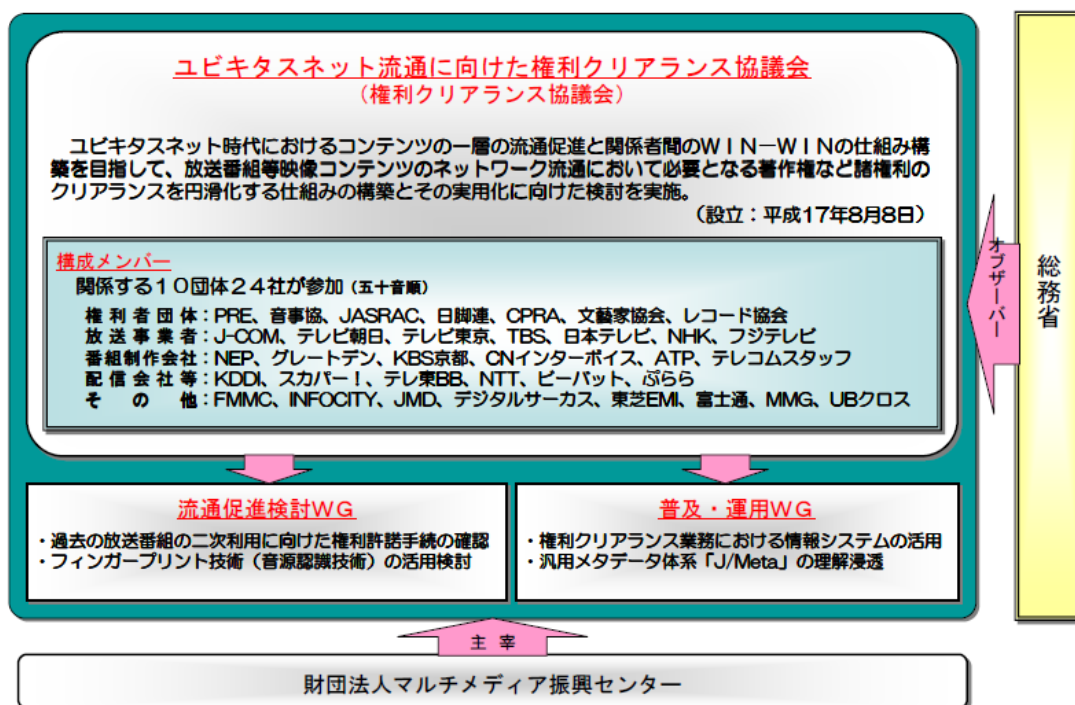 ユビキタスネット流通に向けた権利クリアランス協議会
（権利クリアランス協議会）
ユビキタスネット時代におけるコンテンツの一層の流通促進と関係者間のＷＩＮ－ＷＩＮの仕組み構
築を目指して、放送番組等映像コンテンツのネットワーク流通において必要となる著作権など諸権利の
クリアランスを円滑化する仕組みの構築とその実用化に向けた検討を実施。
（設立：平成17年8月8日）
構成メンバー
関係する１０団体２４社が参加（五十音順）
権利者団体：PRE、音事協、JASRAC、日脚連、CPRA、文藝家協会、レコード協会
放送事業者：J-COM、テレビ朝日、テレビ東京、TBS、日本テレビ、NHK、フジテレビ
番組制作会社：NEP、グレートデン、KBS京都、CNインターボイス、ATP、テレコムスタッフ
配信会社等：KDDI、スカパー！、テレ東BB、NTT、ビーバット、ぷらら
そ の 他：FMMC、INFOCITY、JMD、デジタルサーカス、東芝EMI、富士通、MMG、UBクロス
オブザーバー
総務省
流通促進検討ＷＧ
・過去の放送番組の二次利用に向けた権利許諾手続の確認
・フィンガープリント技術（音源認識技術）の活用検討
普及・運用ＷＧ
・権利クリアランス業務における情報システムの活用
・汎用メタデータ体系「J/Meta」の理解浸透
主 宰
財団法人マルチメディア振興センター